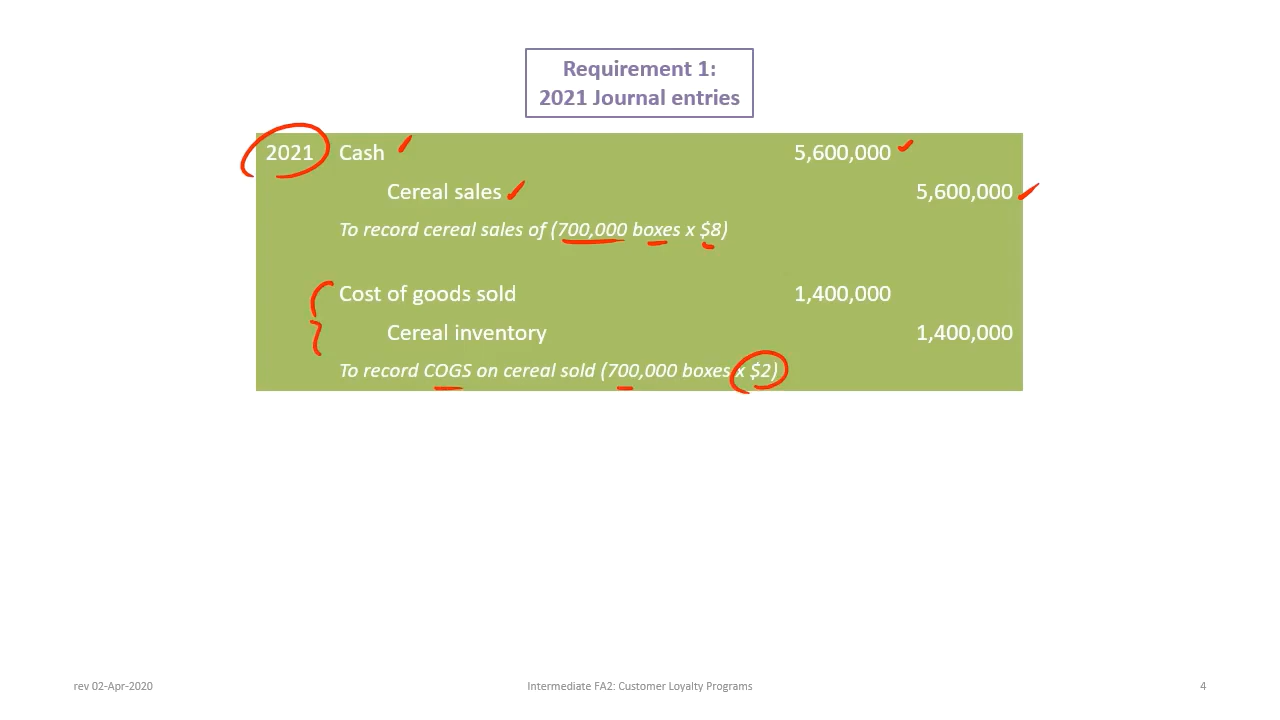 Requirement 1:
2021 Journal entries
2021 Cash 5,600,000
Cereal sales 5,600,000
To record cereal sales of (700,000 boxes x $8)
Cost of goods sold 1,400,000
Cereal inventory 1,400,000
To record COGS on cereal sold (700,000 boxes x $2)
rev 02-Apr-2020 Intermediate FA2: Customer Loyalty Programs 4